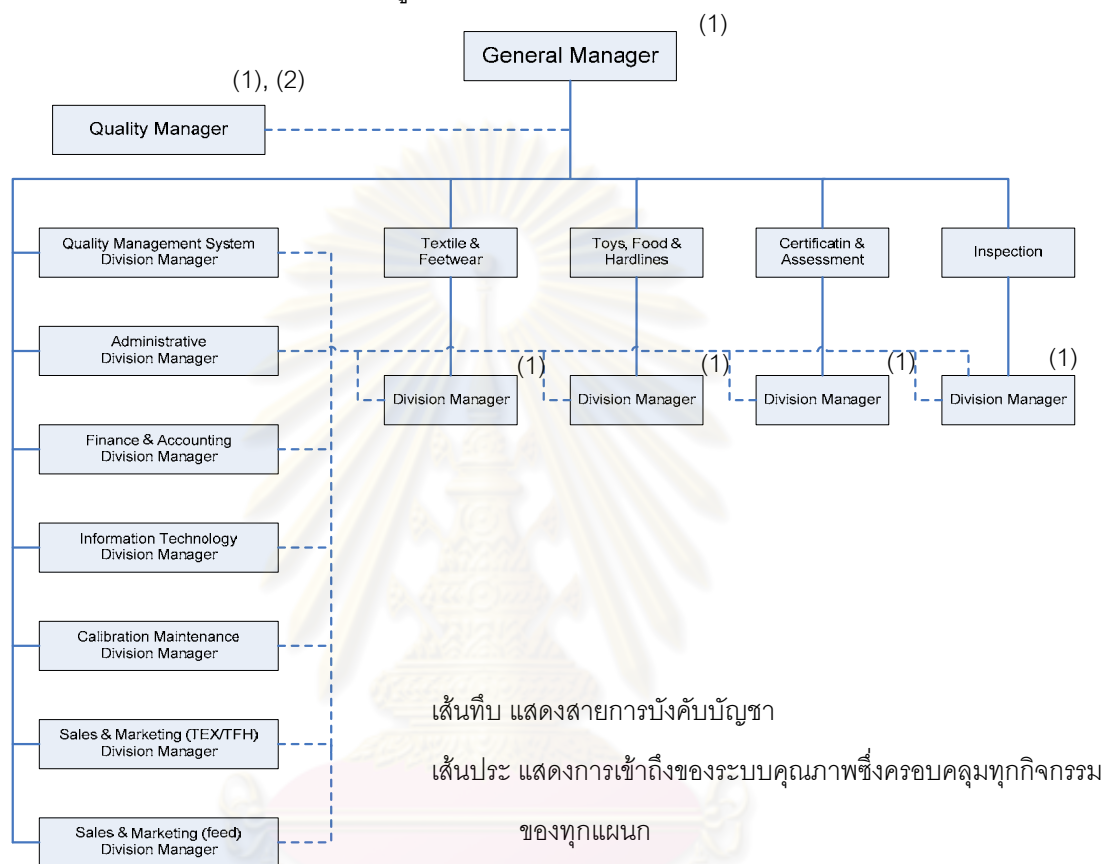 (1)
General Manager
(1), (2)
Quality Manager
Quality Management System
Division Manager
Textile &
Feetwear
Toys, Food &
Hardlines
Certificatin &
Assessment
Inspection
Administrative
Division Manager
(1)
(1)
(1)
(1)
Division Manager
Division Manager
Division Manager
Division Manager
Finance & Accounting
Division Manager
Information Technology
Division Manager
Calibration Maintenance
Division Manager
เส้นทึบ แสดงสายการบังคับบัญชา
Sales & Marketing (TEX/TFH)
Division Manager
เส้นประ แสดงการเข้าถึงของระบบคุณภาพซึ่งครอบคลุมทุกกิจกรรม
ของทุกแผนก
Sales & Marketing (feed)
Division Manager